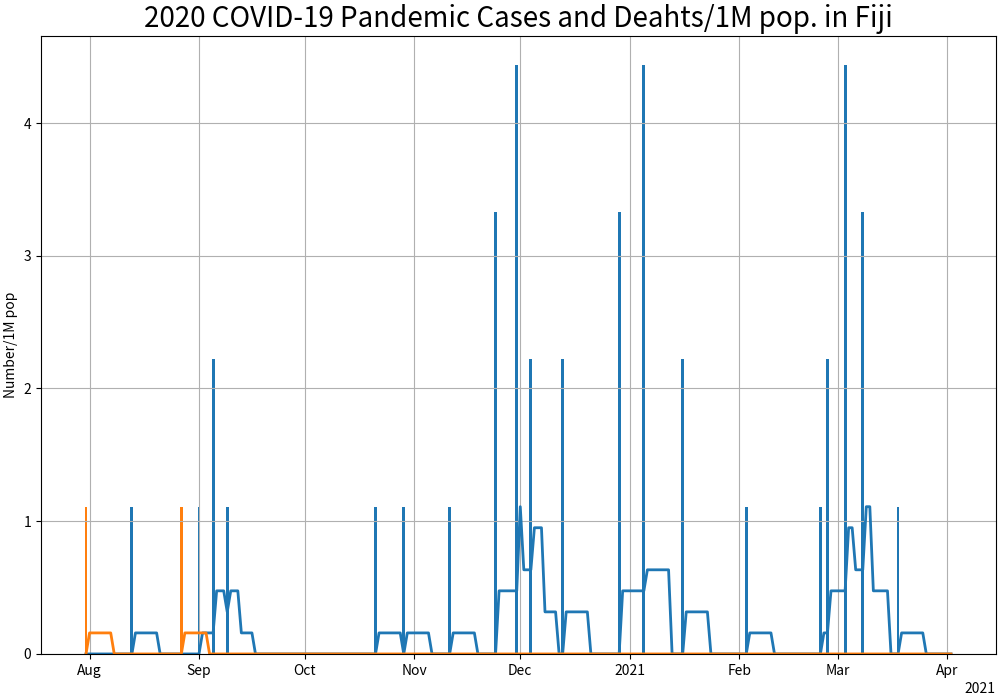 2020 COVID-19 Pandemic Cases and Deahts/1M pop. in Fiji
Number/1M pop
4
3
2
1
0
Aug Sep Oct Nov Dec 2021 Feb Mar Apr
2021